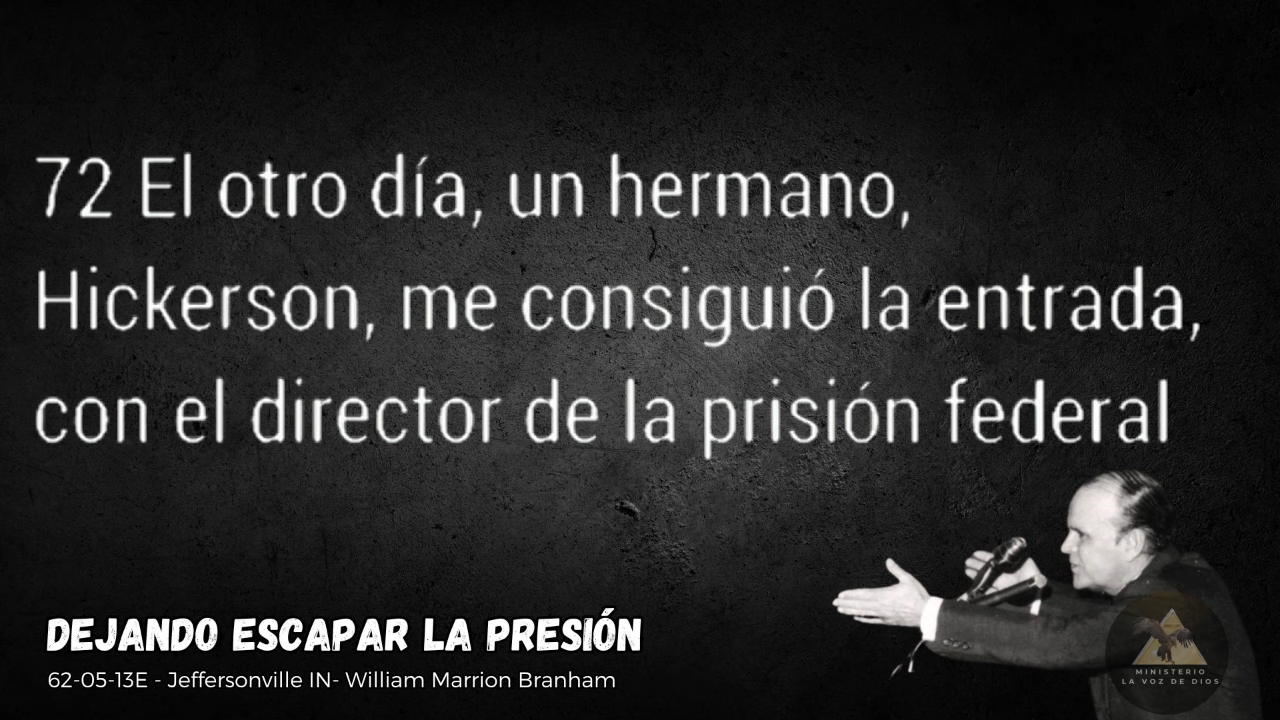 72 El otro día, un hermano,
Hickerson, me consiguió la entrada,
con el director de la prisión federal
DEJANDO ESCAPAR LA PRESIÓN
62-05-13E - Jeffersonville IN- William Marrion Branham
MINISTERIO
LA VOZ DE DIOS